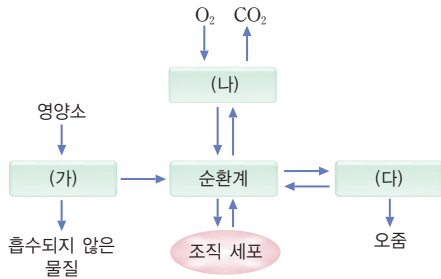 O₂ CO₂
(나)
영양소
(가) 순환계 (다)
흡수되지 않은
물질
조직 세포
오줌